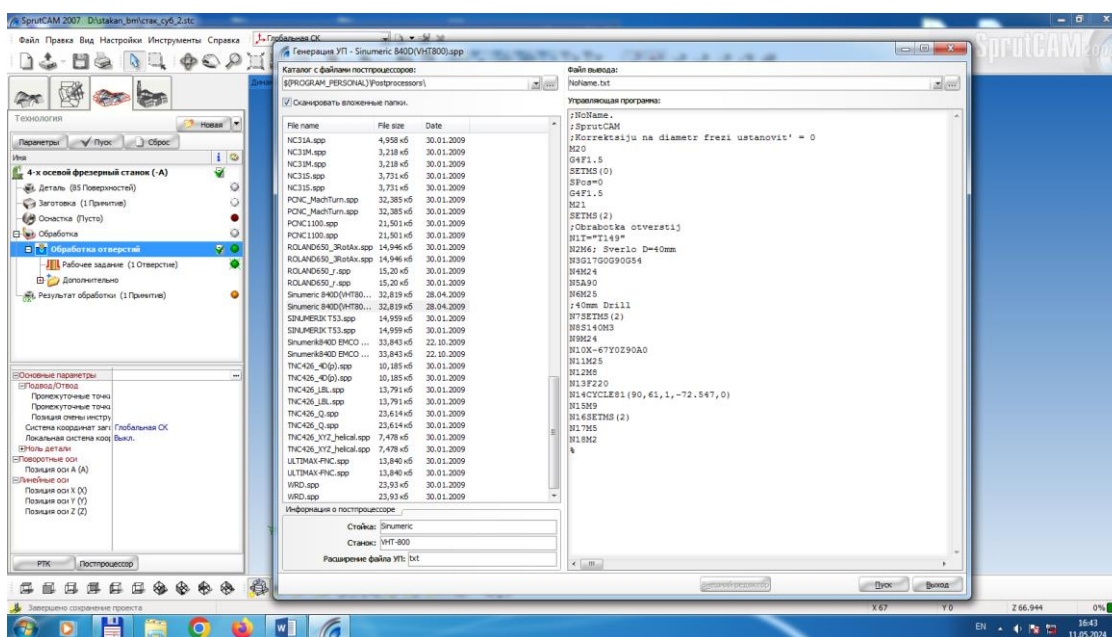 SprutCAM 2007 D:\stakan_bm\стак_суб_2.stc
Файл Правка Вид Настройки Инструменты Справка
Глобальная СК
SprutCAM
Технология
Новая
Параметры Пуск Сброс
Имя
4-х осевой фрезерный станок (-A)
Деталь (85 Поверхностей)
Заготовка (1 Примитив)
Оснастка (Пусто)
Обработка
Обработка отверстий
Рабочее задание (1 Отверстие)
Дополнительно
Результат обработки (1 Примитив)
Основные параметры
Подвод/Отвод
Промежуточные точка
Промежуточные точка
Позиция смены инстру
Система координат заг Глобальная СК
Локальная система коор Выкл.
Ноль детали
Поворотные оси
Позиция оси A (A)
Линейные оси
Позиция оси X (X)
Позиция оси Y (Y)
Позиция оси Z (Z)
РТК Постпроцессор
Генерация УП - Sinumeric 840D(VHT800).spp
Каталог с файлами постпроцессоров:
$(PROGRAM_PERSONAL)\Postprocessors\
Сканировать вложенные папки.
File name File size Date
NC31A.spp 4,958 кб 30.01.2009
NC31M.spp 3,218 кб 30.01.2009
NC31M.spp 3,218 кб 30.01.2009
NC31S.spp 3,731 кб 30.01.2009
NC31S.spp 3,731 кб 30.01.2009
PCNC_MachTurn.spp 32,385 кб 30.01.2009
PCNC_MachTurn.spp 32,385 кб 30.01.2009
PCNC1100.spp 21,501 кб 30.01.2009
PCNC1100.spp 21,501 кб 30.01.2009
ROLAND650_3RotAx.spp 14,946 кб 30.01.2009
ROLAND650_3RotAx.spp 14,946 кб 30.01.2009
ROLAND650_r.spp 15,20 кб 30.01.2009
ROLAND650_r.spp 15,20 кб 30.01.2009
Sinumeric 840D(VHT80... 32,819 кб 28.04.2009
Sinumeric 840D(VHT80... 32,819 кб 28.04.2009
SINUMERIK T53.spp 14,959 кб 30.01.2009
SINUMERIK T53.spp 14,959 кб 30.01.2009
Sinumerik840D EMCO ... 33,843 кб 22.10.2009
Sinumerik840D EMCO ... 33,843 кб 22.10.2009
TNC426_4D(p).spp 10,185 кб 30.01.2009
TNC426_4D(p).spp 10,185 кб 30.01.2009
TNC426_LBL.spp 13,791 кб 30.01.2009
TNC426_LBL.spp 13,791 кб 30.01.2009
TNC426_Q.spp 23,614 кб 30.01.2009
TNC426_Q.spp 23,614 кб 30.01.2009
TNC426_XYZ_helical.spp 7,478 кб 30.01.2009
TNC426_XYZ_helical.spp 7,478 кб 30.01.2009
ULTIMAX-FNC.spp 13,840 кб 30.01.2009
ULTIMAX-FNC.spp 13,840 кб 30.01.2009
WRD.spp 23,93 кб 30.01.2009
WRD.spp 23,93 кб 30.01.2009
Информация о постпроцессоре
Стойка: Sinumeric
Станок: VHT-800
Расширение файла УП: txt
Файл вывода:
NoName.txt
Управляющая программа:
;NoName.
;SprutCAM
;Korrektsiju na diametr frezi ustanovit' = 0
M20
G4F1.5
SETMS(0)
SPos=0
G4F1.5
M21
SETMS(2)
;Obrabotka otverstij
N1T="T149"
N2M6; Sverlo D=40mm
N3G17G0G90G54
N4M24
N5A90
N6M25
;40mm Drill
N7SETMS(2)
N8S140M3
N9M24
N10X-67Y0Z90A0
N11M25
N12M8
N13F220
N14CYCLE81(90,61,1,-72.547,0)
N15M9
N16SETMS(2)
N17M5
N18M2
%
Внешний редактор Пуск Выход
Завершено сохранение проекта X 67 Y 0 Z 66.944 0%
EN 16:43
11.05.2024